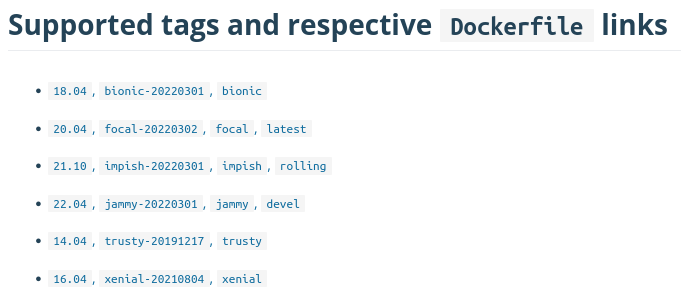 Supported tags and respective Dockerfile links
• 18.04, bionic-20220301, bionic
• 20.04, focal-20220302, focal, latest
• 21.10, impish-20220301, impish, rolling
• 22.04, jammy-20220301, jammy, devel
• 14.04, trusty-20191217, trusty
• 16.04, xenial-20210804, xenial